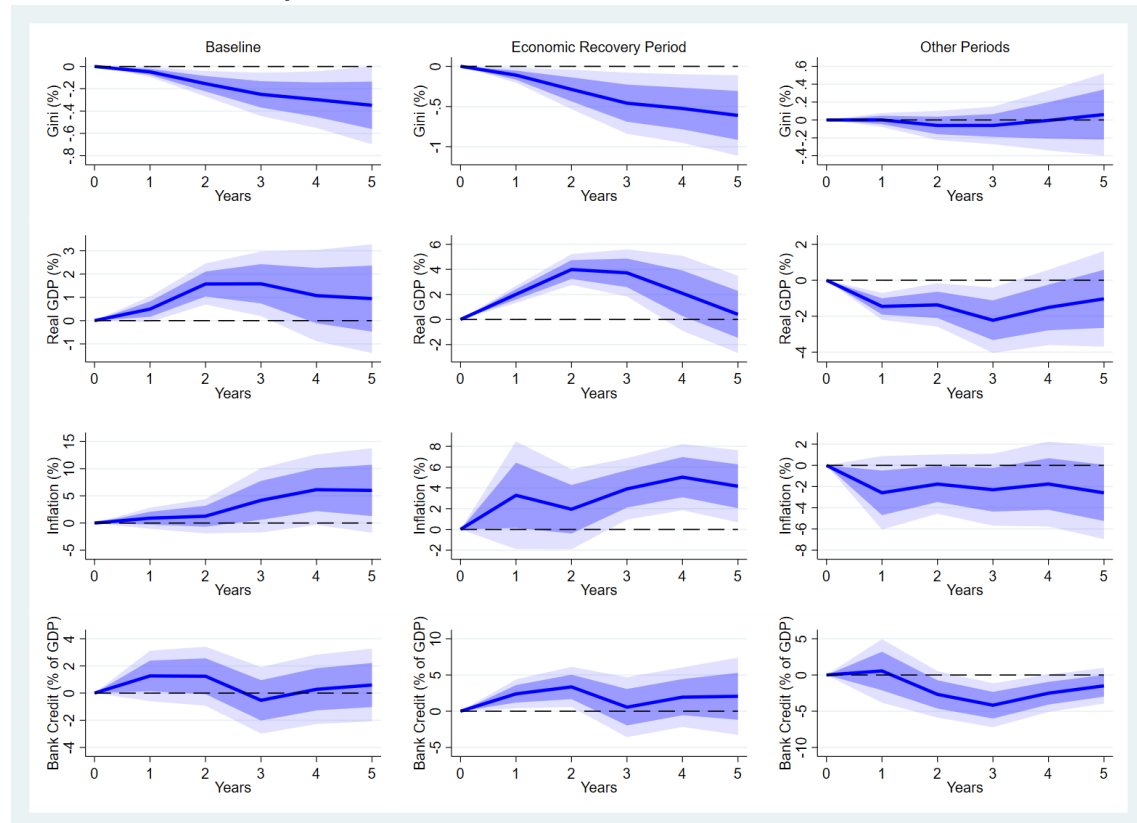 Baseline
Economic Recovery Period
Other Periods
Gini (%)
0
-.2
-.4
-.6
-.8
0 1 2 3 4 5
Years
Gini (%)
0
-.5
-1
0 1 2 3 4 5
Years
Gini (%)
.6
.4
.2
0
-.2
-.4
0 1 2 3 4 5
Years
Real GDP (%)
3
2
1
0
-1
0 1 2 3 4 5
Years
Real GDP (%)
6
4
2
0
-2
0 1 2 3 4 5
Years
Real GDP (%)
2
0
-2
-4
0 1 2 3 4 5
Years
Inflation (%)
15
10
5
0
-5
0 1 2 3 4 5
Years
Inflation (%)
8
6
4
2
0
-2
0 1 2 3 4 5
Years
Inflation (%)
2
0
-2
-4
-6
-8
0 1 2 3 4 5
Years
Bank Credit (% of GDP)
4
2
0
-2
-4
0 1 2 3 4 5
Years
Bank Credit (% of GDP)
10
5
0
-5
0 1 2 3 4 5
Years
Bank Credit (% of GDP)
5
0
-5
-10
0 1 2 3 4 5
Years